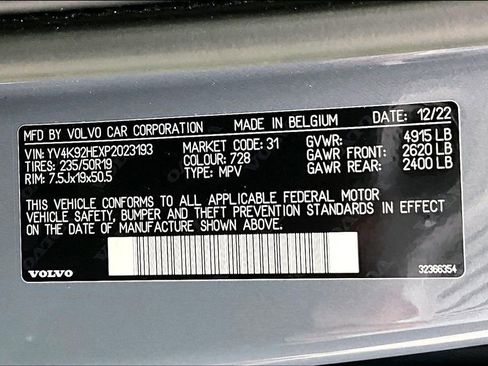 MFD BY VOLVO CAR CORPORATION MADE IN BELGIUM DATE: 12/22
VIN: YV4K92HEXP2023193 MARKET CODE: 31 GVWR: 4915 LB
TIRES: 235/50R19 COLOUR: 728 GAWR FRONT: 2620 LB
RIM: 7.5Jx19x50.5 TYPE: MPV GAWR REAR: 2400 LB
THIS VEHICLE CONFORMS TO ALL APPLICABLE FEDERAL MOTOR
VEHICLE SAFETY, BUMPER AND THEFT PREVENTION STANDARDS IN EFFECT
ON THE DATE OF MANUFACTURE SHOWN ABOVE.
VOLVO 32366354